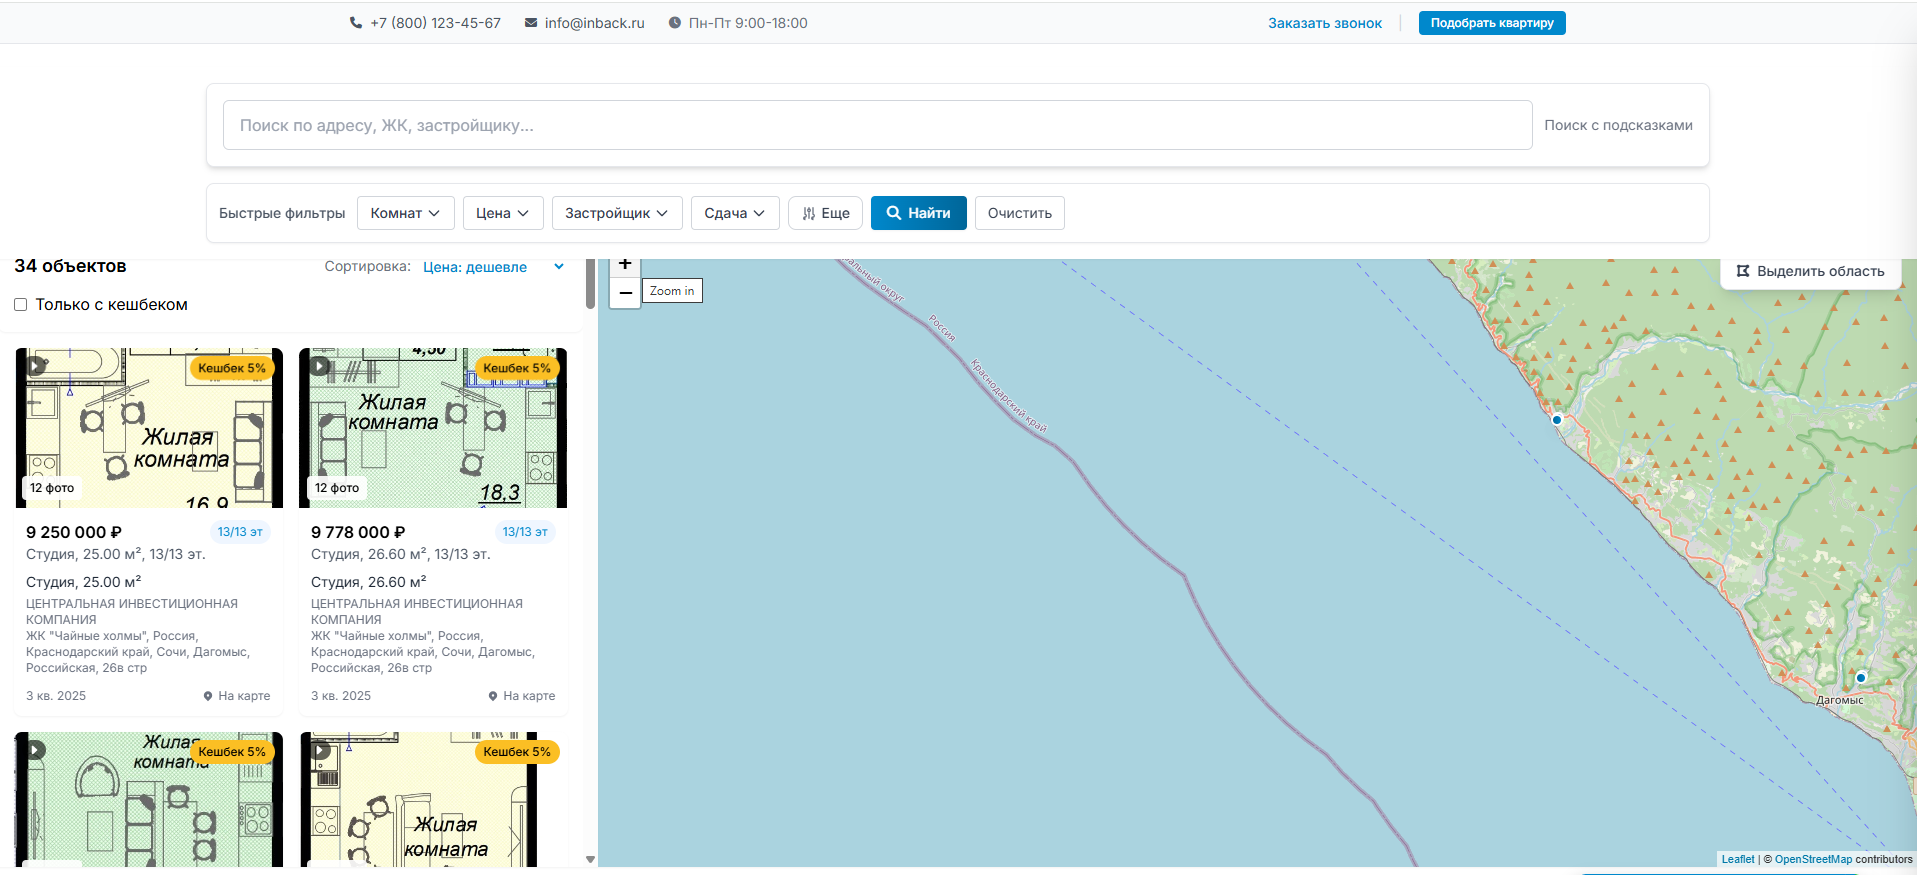 +7 (800) 123-45-67
info@inback.ru
Пн-Пт 9:00-18:00
Заказать звонок
Подобрать квартиру
Поиск по адресу, ЖК, застройщику...
Поиск с подсказками
Быстрые фильтры
Комнат
Цена
Застройщик
Сдача
Еще
Найти
Очистить
34 объектов
Сортировка:
Цена: дешевле
Только с кешбеком
Кешбек 5%
Жилая
комната
16,9
12 фото
9 250 000 ₽
13/13 эт
Студия, 25.00 м², 13/13 эт.
Студия, 25.00 м²
ЦЕНТРАЛЬНАЯ ИНВЕСТИЦИОННАЯ
КОМПАНИЯ
ЖК "Чайные холмы", Россия,
Краснодарский край, Сочи, Дагомыс,
Российская, 26в стр
3 кв. 2025
На карте
4,50
Кешбек 5%
Жилая
комната
18,3
12 фото
9 778 000 ₽
13/13 эт
Студия, 26.60 м², 13/13 эт.
Студия, 26.60 м²
ЦЕНТРАЛЬНАЯ ИНВЕСТИЦИОННАЯ
КОМПАНИЯ
ЖК "Чайные холмы", Россия,
Краснодарский край, Сочи, Дагомыс,
Российская, 26в стр
3 кв. 2025
На карте
Жилая
комната
Кешбек 5%
Кешбек 5%
Жилая
комната
+
−
Zoom in
округ
Россия
Краснодарский край
Выделить область
Дагомыс
Leaflet | © OpenStreetMap contributors